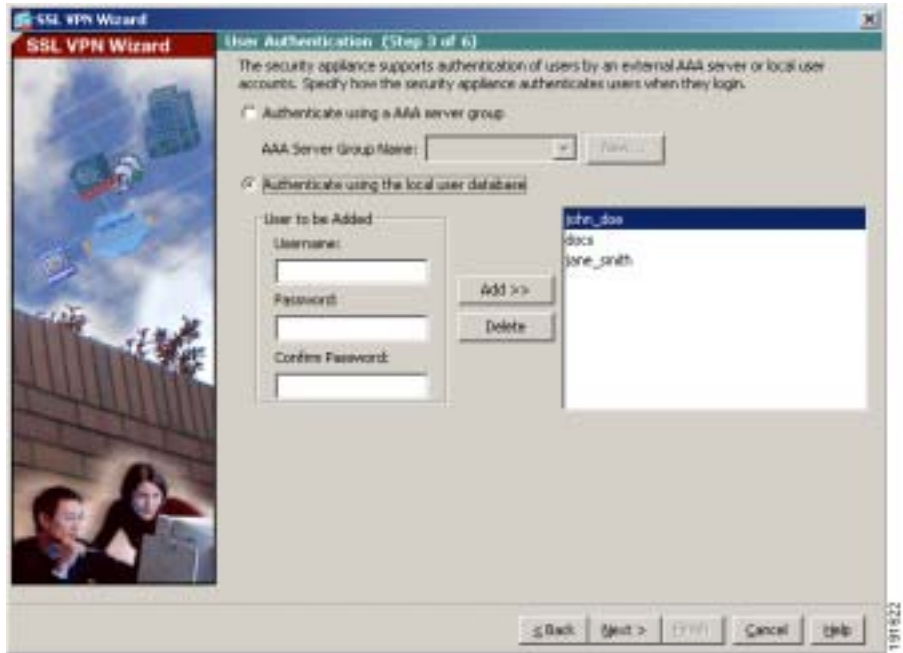 SSL VPN Wizard
SSL VPN Wizard
User Authentication (Step 3 of 6)
The security appliance supports authentication of users by an external AAA server or local user
accounts. Specify how the security appliance authenticates users when they login.
Authenticate using a AAA server group
AAA Server Group Name:
New...
Authenticate using the local user database
User to be Added
Username:
Password:
Confirm Password:
Add >>
Delete
john_doe
docs
jane_smith
< Back
Next >
Finish
Cancel
Help
191622